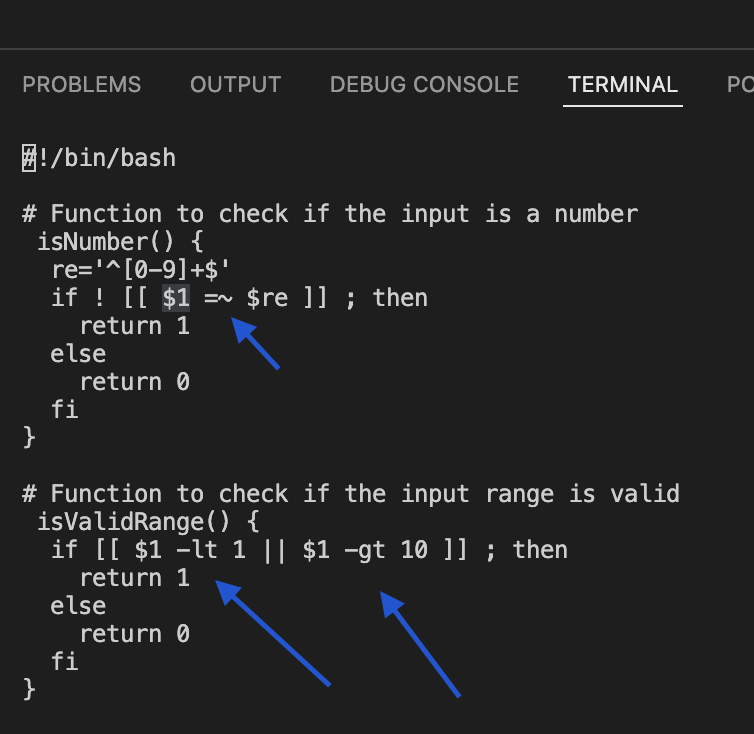 PROBLEMS OUTPUT DEBUG CONSOLE TERMINAL
#!/bin/bash
# Function to check if the input is a number
isNumber() {
re='^[0-9]+$'
if ! [[ $1 =~ $re ]] ; then
return 1
else
return 0
fi
}
# Function to check if the input range is valid
isValidRange() {
if [[ $1 -lt 1 || $1 -gt 10 ]] ; then
return 1
else
return 0
fi
}